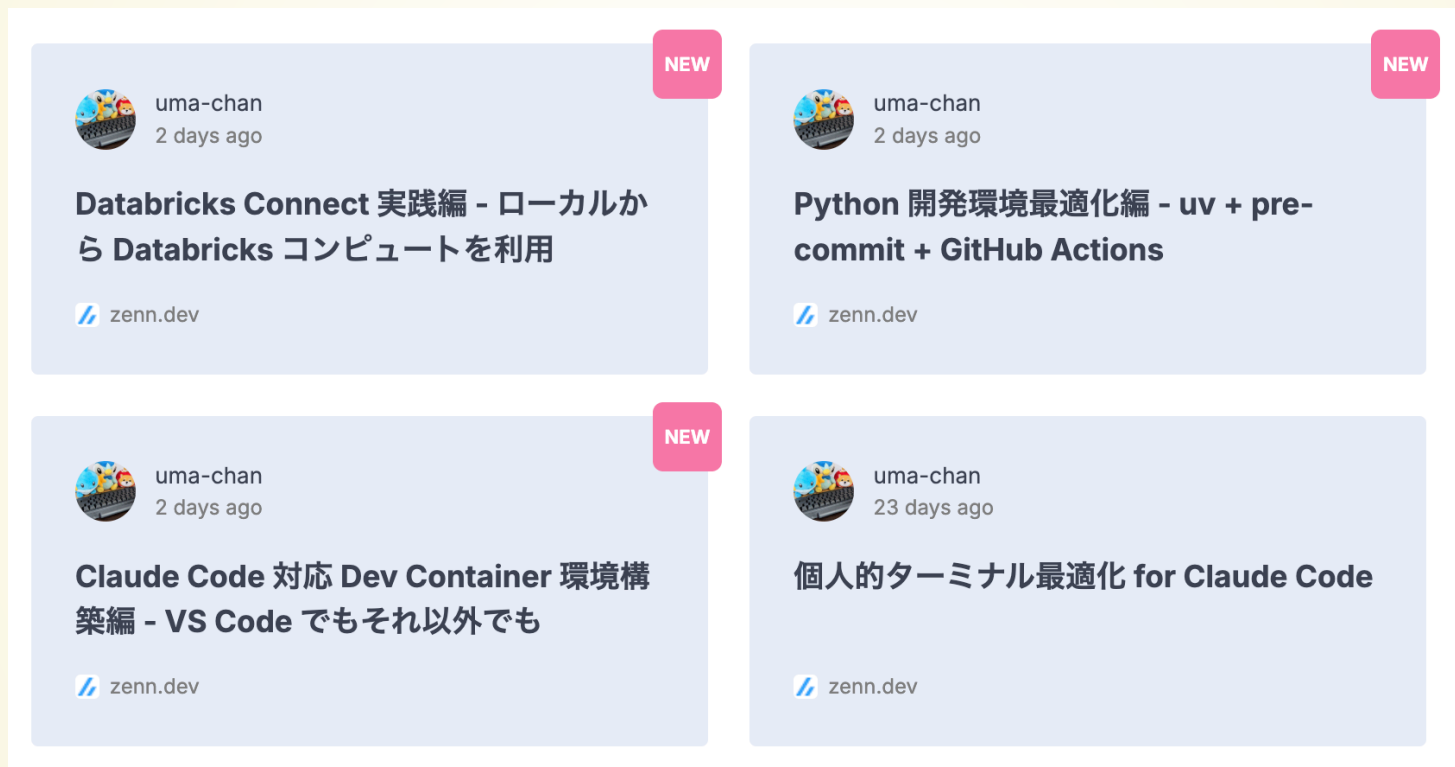 NEW
uma-chan
2 days ago
Databricks Connect 実践編 - ローカルか
ら Databricks コンピュートを利用
zenn.dev
NEW
uma-chan
2 days ago
Python 開発環境最適化編 - uv + pre-
commit + GitHub Actions
zenn.dev
NEW
uma-chan
2 days ago
Claude Code 対応 Dev Container 環境構
築編 - VS Code でもそれ以外でも
zenn.dev
uma-chan
23 days ago
個人的ターミナル最適化 for Claude Code
zenn.dev